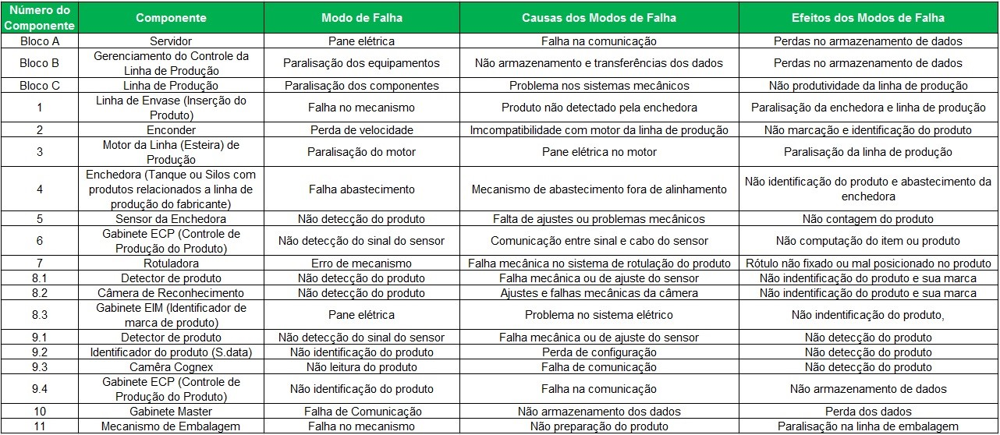 Número do Componente | Componente | Modo de Falha | Causas dos Modos de Falha | Efeitos dos Modos de Falha
Bloco A | Servidor | Pane elétrica | Falha na comunicação | Perdas no armazenamento de dados
Bloco B | Gerenciamento do Controle da Linha de Produção | Paralisação dos equipamentos | Não armazenamento e transferências dos dados | Perdas no armazenamento de dados
Bloco C | Linha de Produção | Paralisação dos componentes | Problema nos sistemas mecânicos | Não produtividade da linha de produção
1 | Linha de Envase (Inserção do Produto) | Falha no mecanismo | Produto não detectado pela enchedora | Paralisação da enchedora e linha de produção
2 | Enconder | Perda de velocidade | Imcompatibilidade com motor da linha de produção | Não marcação e identificação do produto
3 | Motor da Linha (Esteira) de Produção | Paralisação do motor | Pane elétrica no motor | Paralisação da linha de produção
4 | Enchedora (Tanque ou Silos com produtos relacionados a linha de produção do fabricante) | Falha abastecimento | Mecanismo de abastecimento fora de alinhamento | Não identificação do produto e abastecimento da enchedora
5 | Sensor da Enchedora | Não detecção do produto | Falta de ajustes ou problemas mecânicos | Não contagem do produto
6 | Gabinete ECP (Controle de Produção do Produto) | Não detecção do sinal do sensor | Comunicação entre sinal e cabo do sensor | Não computação do item ou produto
7 | Rotuladora | Erro de mecanismo | Falha mecânica no sistema de rotulação do produto | Rótulo não fixado ou mal posicionado no produto
8.1 | Detector de produto | Não detecção do produto | Falha mecânica ou de ajuste do sensor | Não indentificação do produto e sua marca
8.2 | Câmera de Reconhecimento | Não detecção do produto | Ajustes e falhas mecânicas da câmera | Não indentificação do produto e sua marca
8.3 | Gabinete EIM (Identificador de marca de produto) | Pane elétrica | Problema no sistema elétrico | Não indentificação do produto,
9.1 | Detector de produto | Não detecção do sinal do sensor | Falha mecânica ou de ajuste do sensor | Não detecção do produto
9.2 | Identificador do produto (S.data) | Não identificação do produto | Perda de configuração | Não detecção do produto
9.3 | Camêra Cognex | Não leitura do produto | Falha de comunicação | Não detecção do produto
9.4 | Gabinete ECP (Controle de Produção do Produto) | Não identificação do produto | Falha na comunicação | Não armazenamento de dados
10 | Gabinete Master | Falha de Comunicação | Não armazenamento dos dados | Perda dos dados
11 | Mecanismo de Embalagem | Falha no mecanismo | Não preparação do produto | Paralisação na linha de embalagem